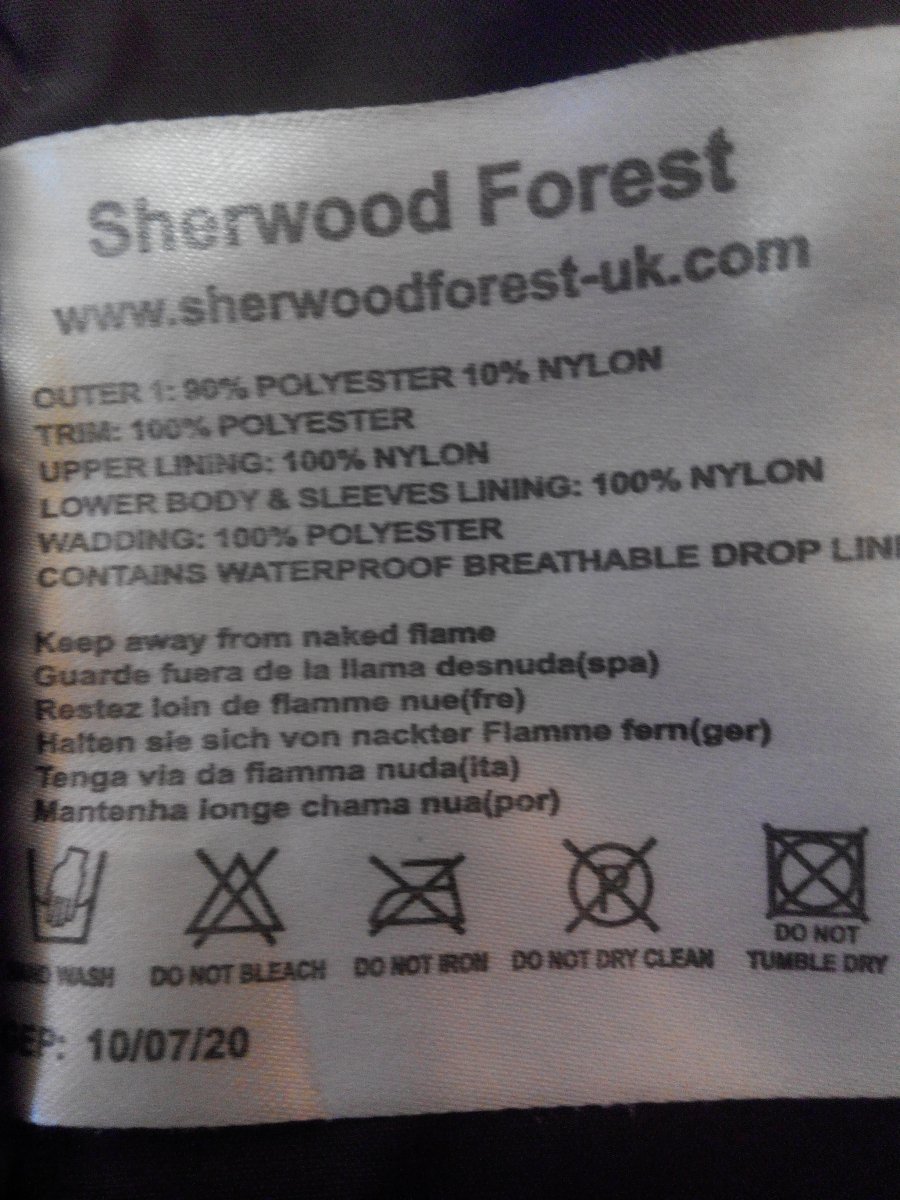 Sherwood Forest
www.sherwoodforest-uk.com
OUTER 1: 90% POLYESTER 10% NYLON
TRIM: 100% POLYESTER
UPPER LINING: 100% NYLON
LOWER BODY & SLEEVES LINING: 100% NYLON
WADDING: 100% POLYESTER
CONTAINS WATERPROOF BREATHABLE DROP LINI
Keep away from naked flame
Guarde fuera de la llama desnuda(spa)
Restez loin de flamme nue(fre)
Halten sie sich von nackter Flamme fern(ger)
Tenga via da fiamma nuda(ita)
Mantenha longe chama nua(por)
P
WASH DO NOT BLEACH DO NOT IRON DO NOT DRY CLEAN DO NOT
TUMBLE DRY
EP: 10/07/20